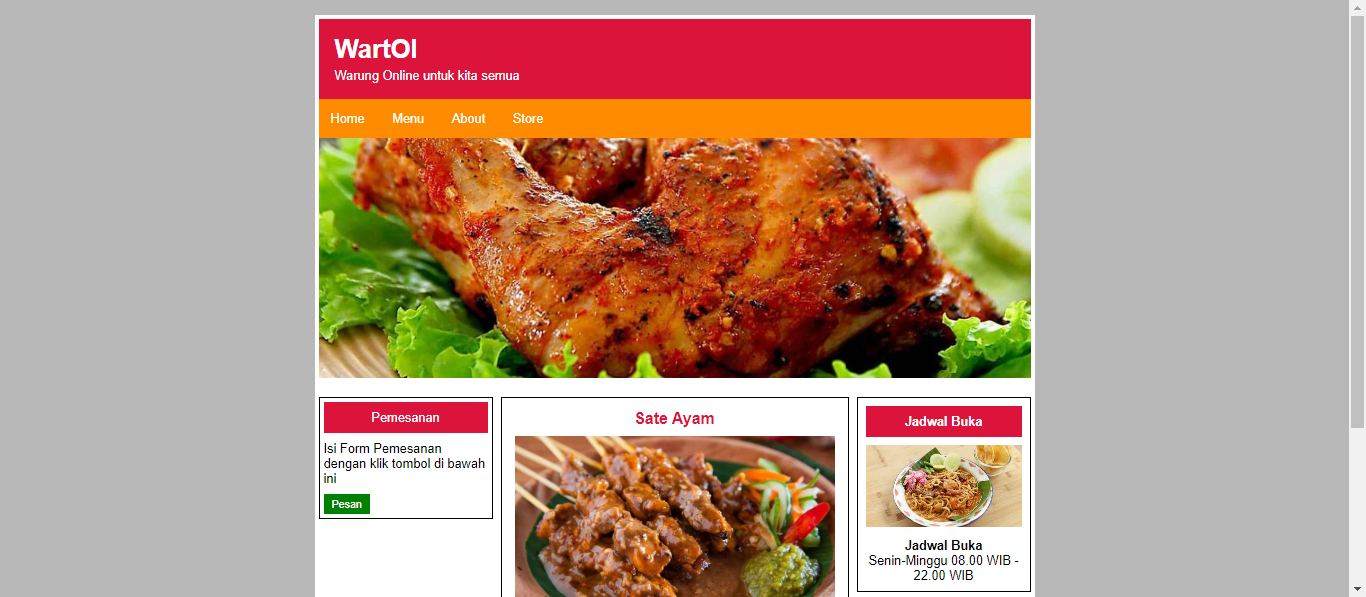 WartOl
Warung Online untuk kita semua
Home Menu About Store
Pemesanan
Isi Form Pemesanan
dengan klik tombol di bawah
ini
Pesan
Sate Ayam
Jadwal Buka
Jadwal Buka
Senin-Minggu 08.00 WIB -
22.00 WIB